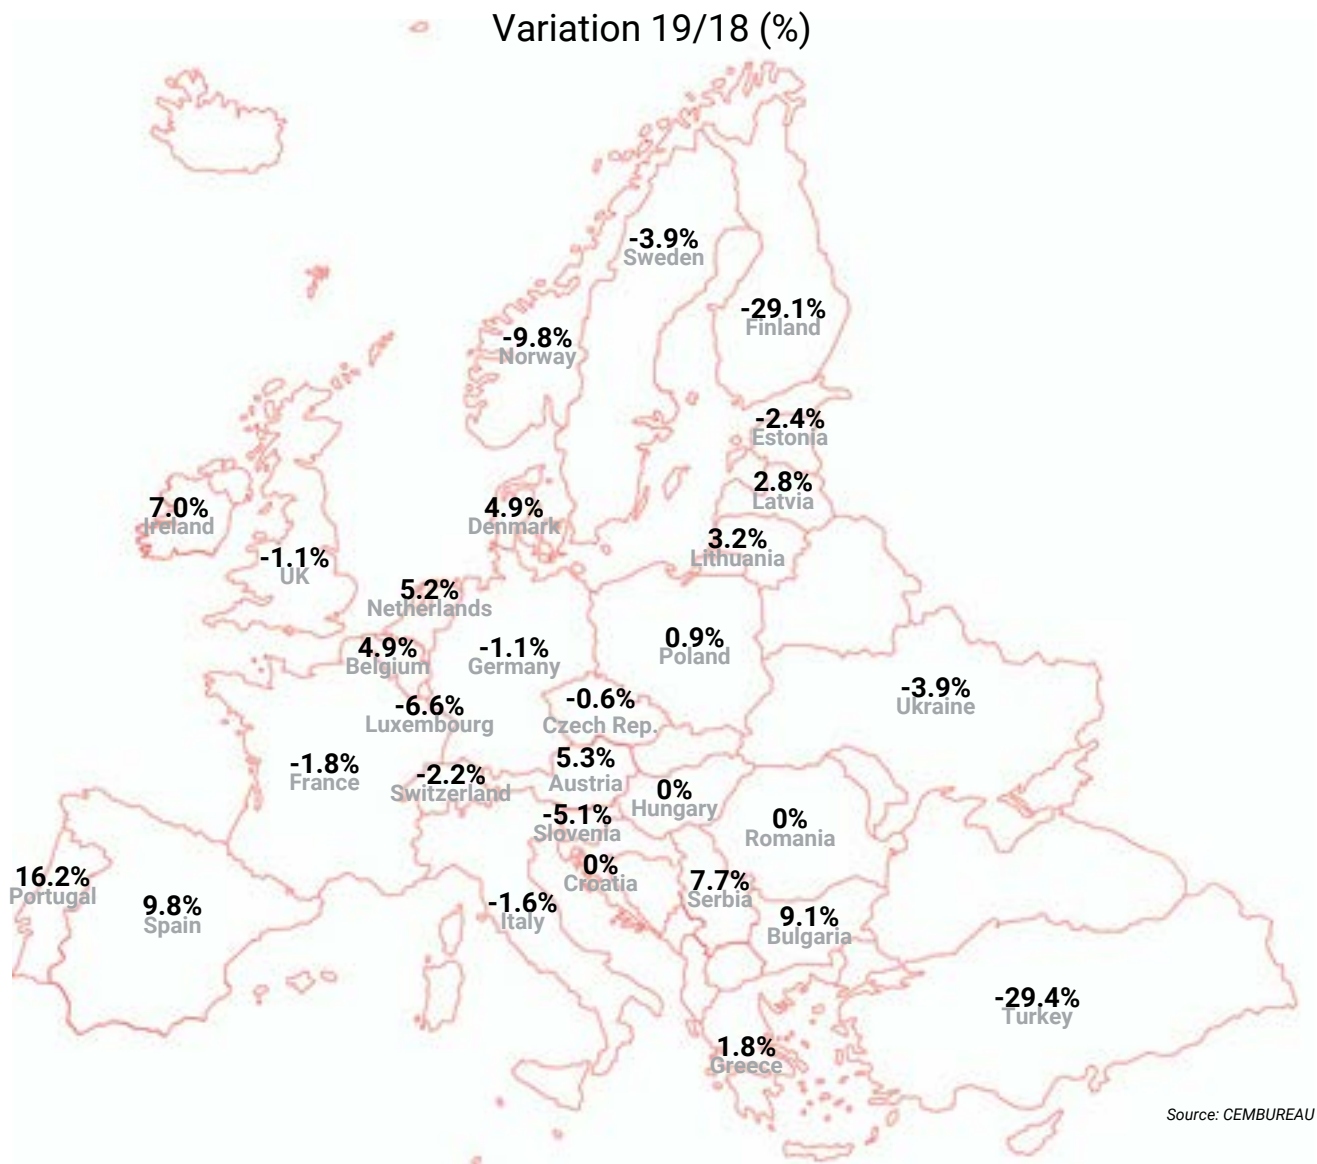 Variation 19/18 (%)
-3.9%
Sweden
-29.1%
Finland
-9.8%
Norway
-2.4%
Estonia
2.8%
Latvia
7.0%
Ireland
4.9%
Denmark
3.2%
Lithuania
-1.1%
UK
5.2%
Netherlands
4.9%
Belgium
-1.1%
Germany
0.9%
Poland
-3.9%
Ukraine
-6.6%
Luxembourg
-0.6%
Czech Rep.
-1.8%
France
-2.2%
Switzerland
5.3%
Austria
0%
Hungary
-5.1%
Slovenia
0%
Romania
0%
Croatia
16.2%
Portugal
9.8%
Spain
-1.6%
Italy
7.7%
Serbia
9.1%
Bulgaria
-29.4%
Turkey
1.8%
Greece
Source: CEMBUREAU